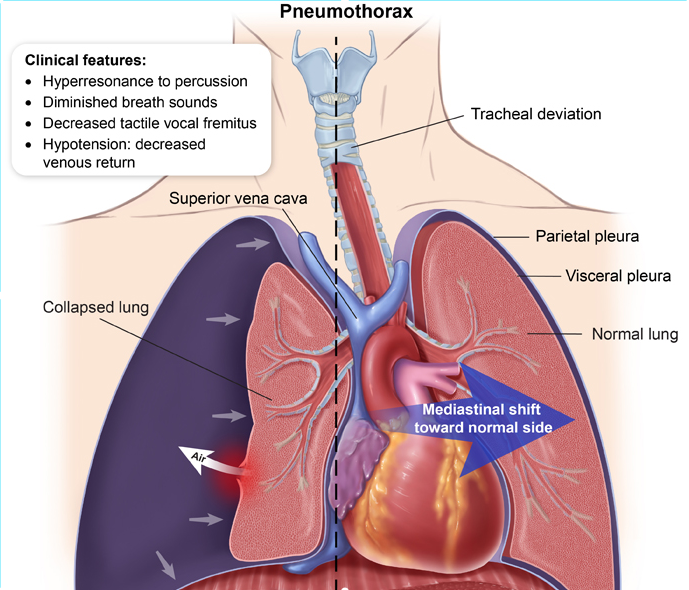 Pneumothorax
Clinical features:
• Hyperresonance to percussion
• Diminished breath sounds
• Decreased tactile vocal fremitus
• Hypotension: decreased
venous return
Tracheal deviation
Superior vena cava
Parietal pleura
Visceral pleura
Collapsed lung
Normal lung
Mediastinal shift
toward normal side
Air